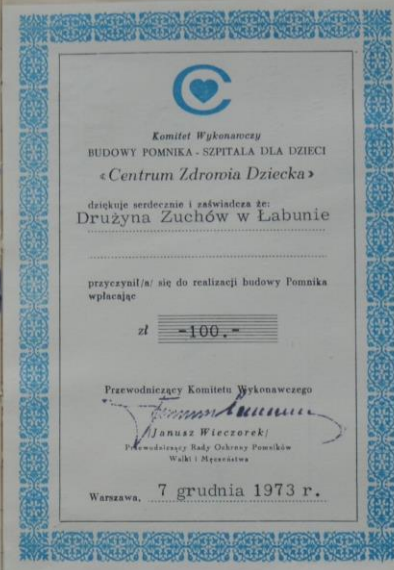 Komitet Wykonawczy
BUDOWY POMNIKA - SZPITALA DLA DZIECI
«Centrum Zdrowia Dziecka»
dziękuje serdecznie i zaświadcza że:
Drużyna Zuchów w Łabunie
przyczynił/a/ się do realizacji budowy Pomnika
wpłacając
zł -100.-
Przewodniczący Komitetu Wykonawczego
/Janusz Wieczorek/
Przewodniczący Rady Ochrony Pomników
Walki i Męczeństwa
Warszawa, 7 grudnia 1973 r.